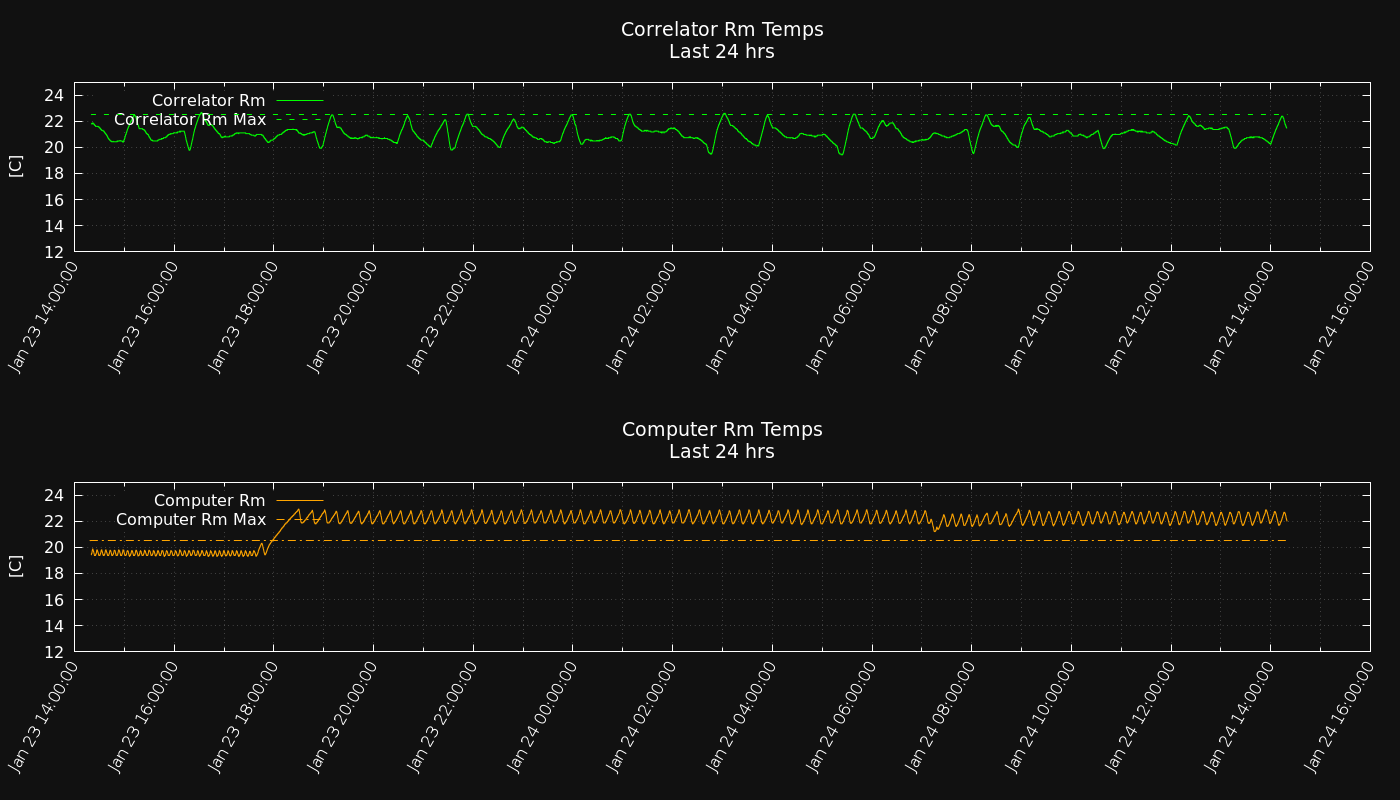 Correlator Rm Temps
Last 24 hrs
Correlator Rm
Correlator Rm Max
[C]
24
22
20
18
16
14
12
Jan 23 14:00:00
Jan 23 16:00:00
Jan 23 18:00:00
Jan 23 20:00:00
Jan 23 22:00:00
Jan 24 00:00:00
Jan 24 02:00:00
Jan 24 04:00:00
Jan 24 06:00:00
Jan 24 08:00:00
Jan 24 10:00:00
Jan 24 12:00:00
Jan 24 14:00:00
Jan 24 16:00:00
Computer Rm Temps
Last 24 hrs
Computer Rm
Computer Rm Max
[C]
24
22
20
18
16
14
12
Jan 23 14:00:00
Jan 23 16:00:00
Jan 23 18:00:00
Jan 23 20:00:00
Jan 23 22:00:00
Jan 24 00:00:00
Jan 24 02:00:00
Jan 24 04:00:00
Jan 24 06:00:00
Jan 24 08:00:00
Jan 24 10:00:00
Jan 24 12:00:00
Jan 24 14:00:00
Jan 24 16:00:00